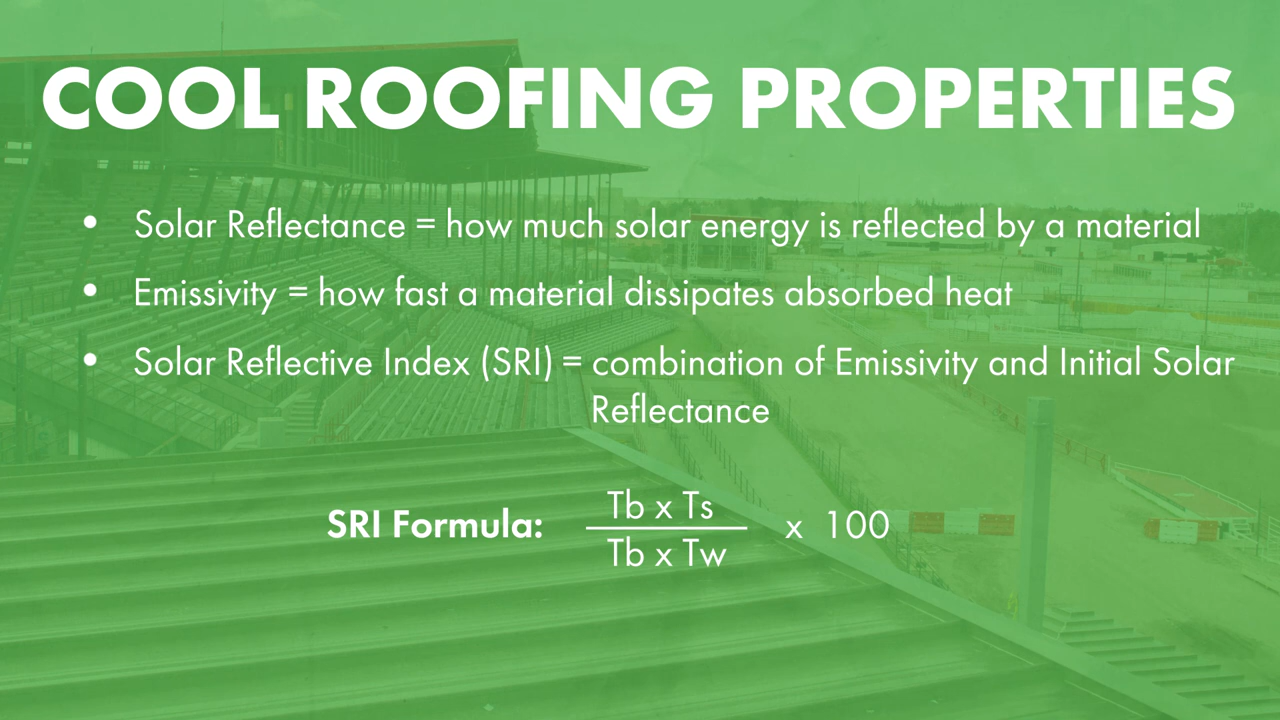 COOL ROOFING PROPERTIES
• Solar Reflectance = how much solar energy is reflected by a material
• Emissivity = how fast a material dissipates absorbed heat
• Solar Reflective Index (SRI) = combination of Emissivity and Initial Solar
Reflectance
Tb x Ts
SRI Formula: x 100
Tb x Tw